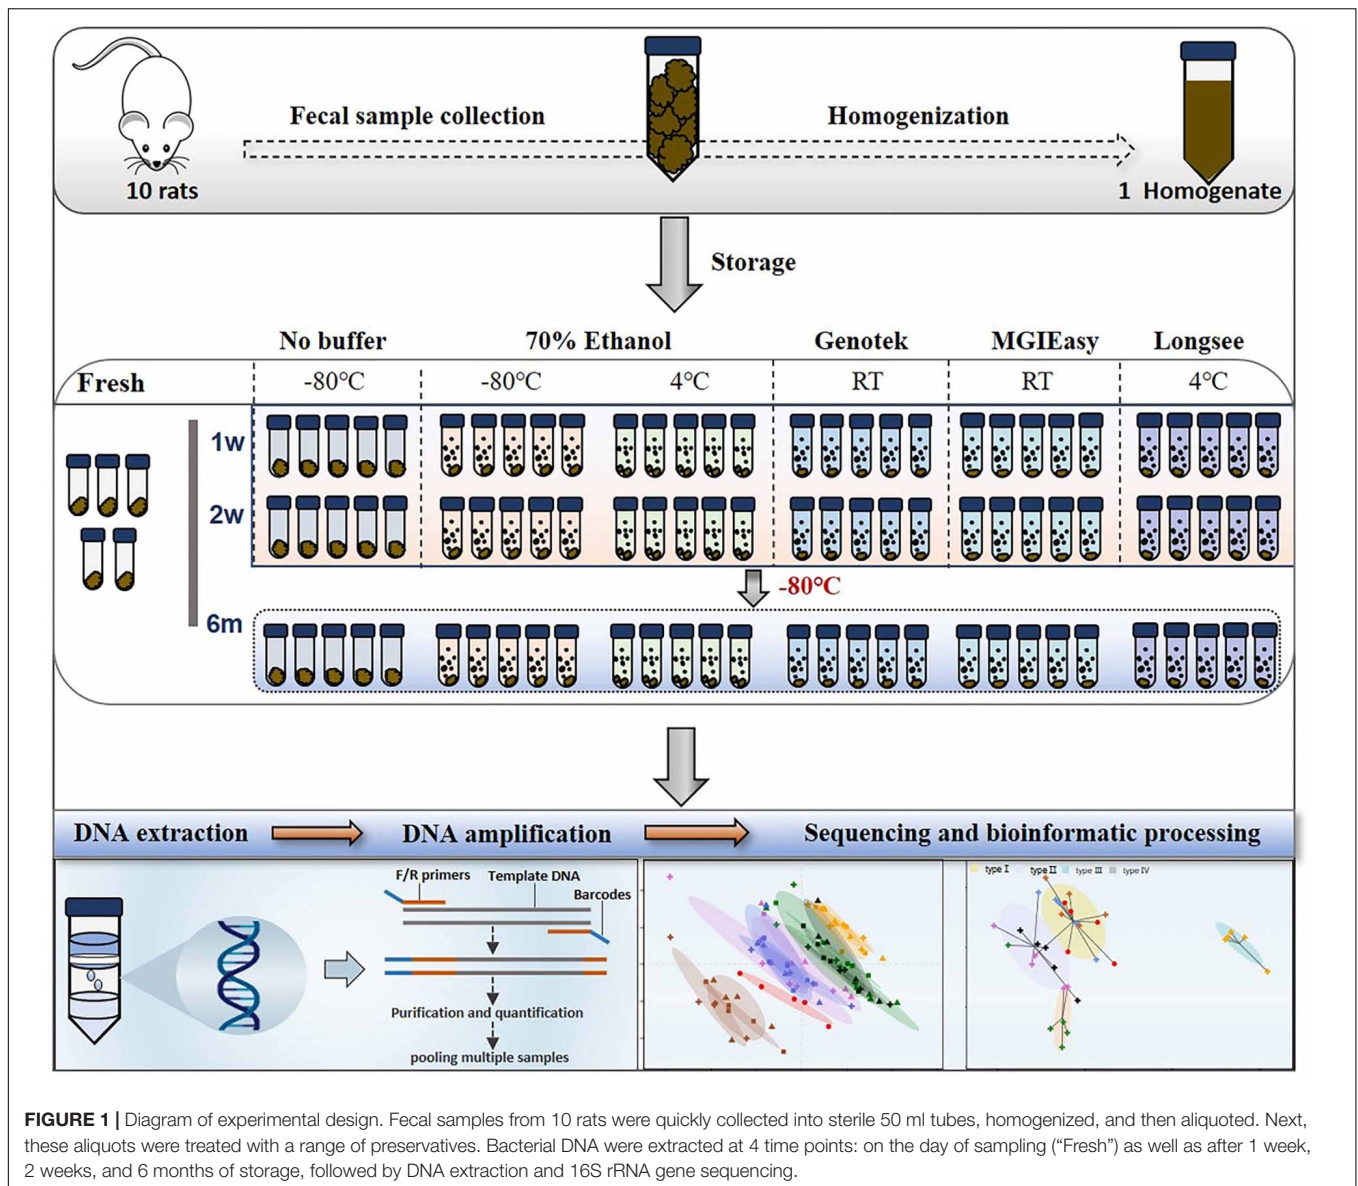 Fecal sample collection
Homogenization
10 rats
1 Homogenate
Storage
No buffer 70% Ethanol Genotek MGIEasy Longsee
Fresh -80℃ -80℃ 4℃ RT RT 4℃
1w
2w
-80℃
6m
DNA extraction DNA amplification Sequencing and bioinformatic processing
F/R primers Template DNA
Barcodes
Purification and quantification
pooling multiple samples
type I type II type III type IV
FIGURE 1 | Diagram of experimental design. Fecal samples from 10 rats were quickly collected into sterile 50 ml tubes, homogenized, and then aliquoted. Next,
these aliquots were treated with a range of preservatives. Bacterial DNA were extracted at 4 time points: on the day of sampling (“Fresh”) as well as after 1 week,
2 weeks, and 6 months of storage, followed by DNA extraction and 16S rRNA gene sequencing.